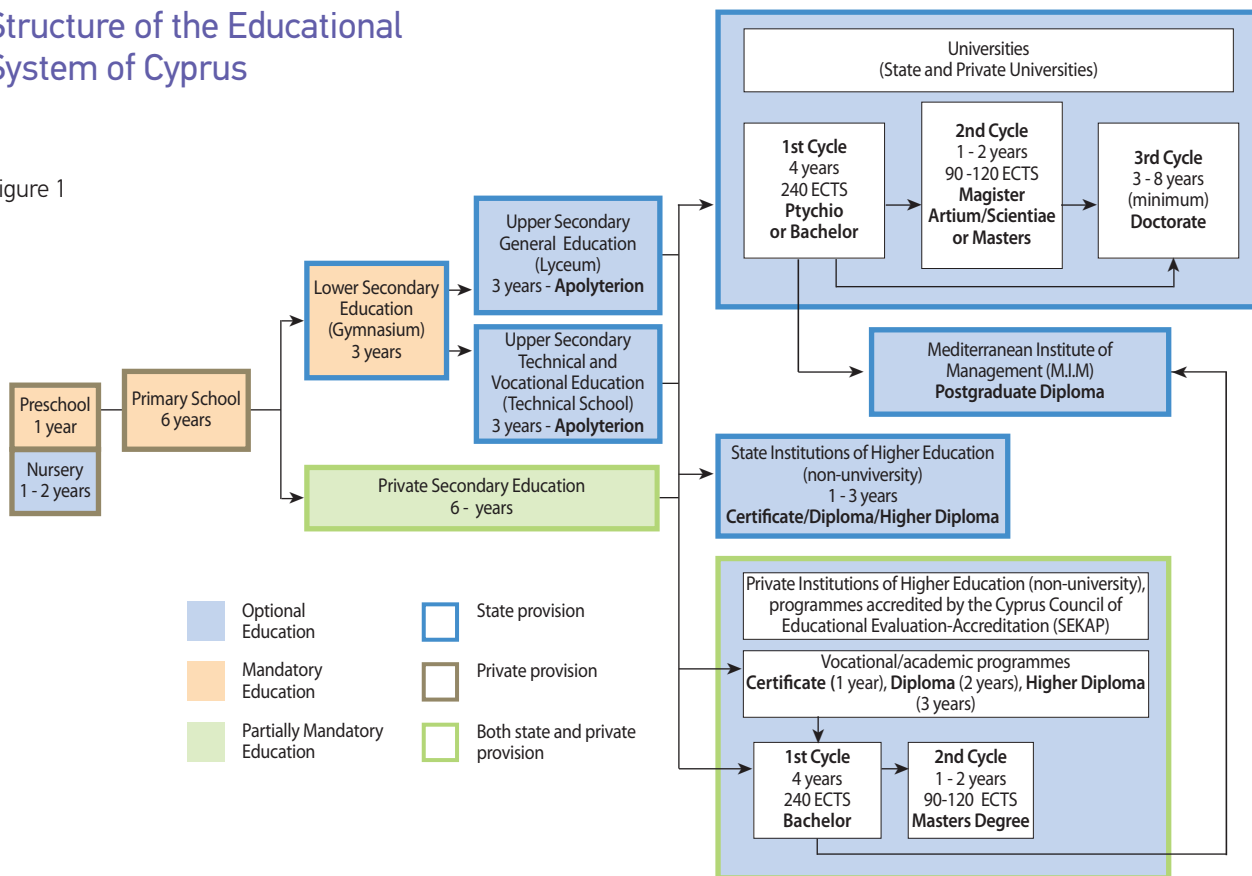 Structure of the Educational
System of Cyprus
igure 1
Preschool
1 year
Nursery
1 - 2 years
Primary School
6 years
Lower Secondary
Education
(Gymnasium)
3 years
Upper Secondary
General Education
(Lyceum)
3 years - Apolyterion
Upper Secondary
Technical and
Vocational Education
(Technical School)
3 years - Apolyterion
Private Secondary Education
6 - years
Universities
(State and Private Universities)
1st Cycle
4 years
240 ECTS
Ptychio
or Bachelor
2nd Cycle
1 - 2 years
90 -120 ECTS
Magister
Artium/Scientiae
or Masters
3rd Cycle
3 - 8 years
(minimum)
Doctorate
Mediterranean Institute of
Management (M.I.M)
Postgraduate Diploma
State Institutions of Higher Education
(non-unviversity)
1 - 3 years
Certificate/Diploma/Higher Diploma
Private Institutions of Higher Education (non-university),
programmes accredited by the Cyprus Council of
Educational Evaluation-Accreditation (SEKAP)
Vocational/academic programmes
Certificate (1 year), Diploma (2 years), Higher Diploma
(3 years)
1st Cycle
4 years
240 ECTS
Bachelor
2nd Cycle
1 - 2 years
90-120 ECTS
Masters Degree
Optional
Education
Mandatory
Education
Partially Mandatory
Education
State provision
Private provision
Both state and private
provision